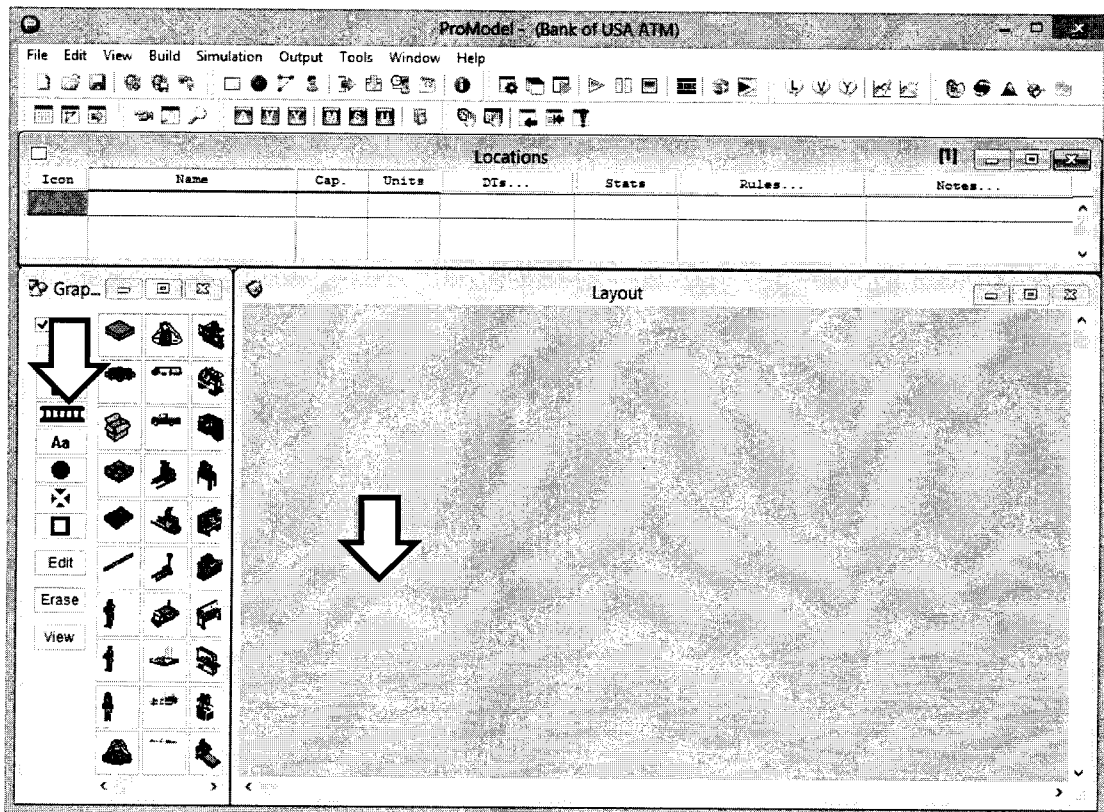 ProModel - (Bank of USA ATM)
File Edit View Build Simulation Output Tools Window Help
Locations
[1]
Icon Name Cap. Units DTs... Stats Rules... Notes...
Grap...
Layout
Aa
Edit
Erase
View